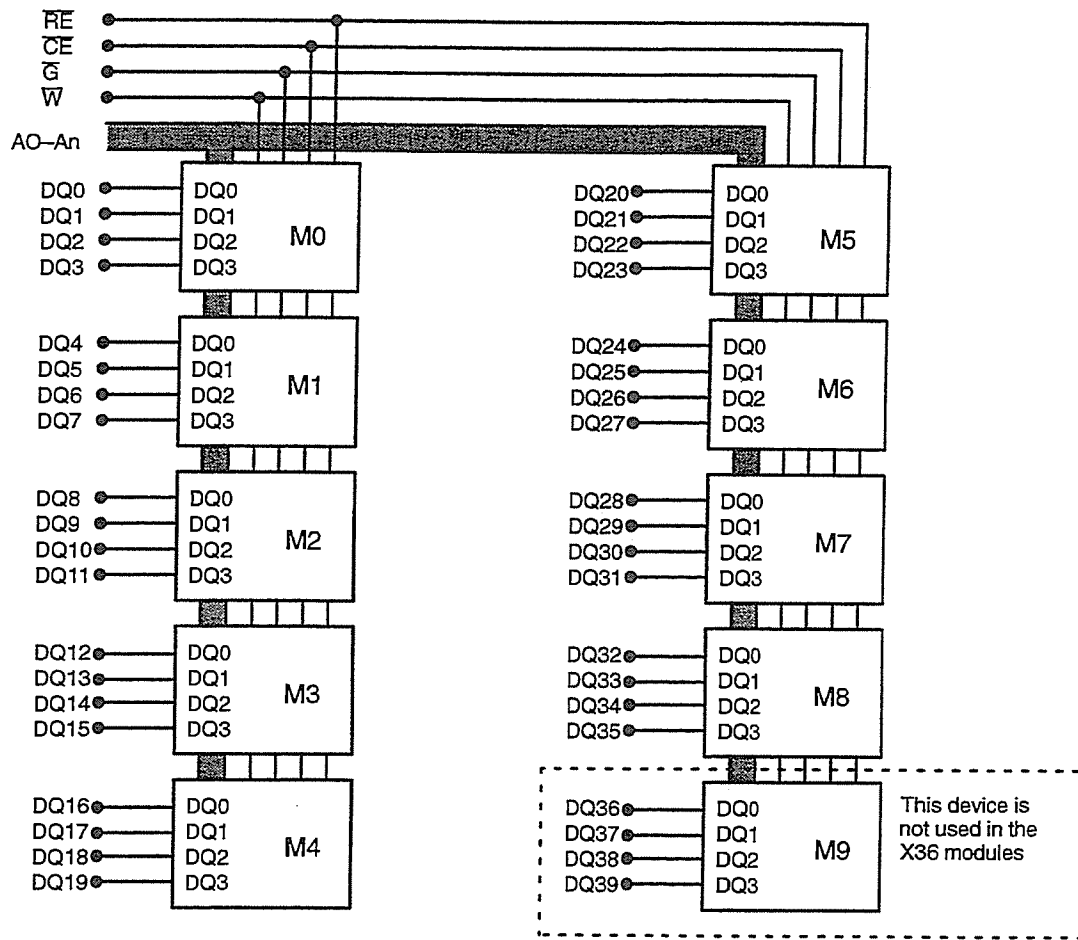 R̅E̅
C̅E̅
G̅
W̅
AO–An
DQ0
DQ1
DQ2
DQ3
DQ0
DQ1
DQ2
DQ3
M0
DQ4
DQ5
DQ6
DQ7
DQ0
DQ1
DQ2
DQ3
M1
DQ8
DQ9
DQ10
DQ11
DQ0
DQ1
DQ2
DQ3
M2
DQ12
DQ13
DQ14
DQ15
DQ0
DQ1
DQ2
DQ3
M3
DQ16
DQ17
DQ18
DQ19
DQ0
DQ1
DQ2
DQ3
M4
DQ20
DQ21
DQ22
DQ23
DQ0
DQ1
DQ2
DQ3
M5
DQ24
DQ25
DQ26
DQ27
DQ0
DQ1
DQ2
DQ3
M6
DQ28
DQ29
DQ30
DQ31
DQ0
DQ1
DQ2
DQ3
M7
DQ32
DQ33
DQ34
DQ35
DQ0
DQ1
DQ2
DQ3
M8
DQ36
DQ37
DQ38
DQ39
DQ0
DQ1
DQ2
DQ3
M9
This device is
not used in the
X36 modules